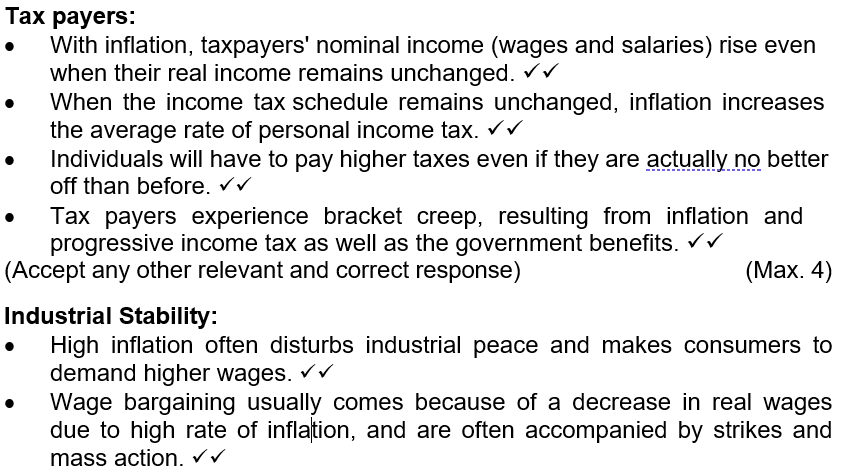 Tax payers:
• With inflation, taxpayers' nominal income (wages and salaries) rise even
when their real income remains unchanged. ✓✓
• When the income tax schedule remains unchanged, inflation increases
the average rate of personal income tax. ✓✓
• Individuals will have to pay higher taxes even if they are actually no better
off than before. ✓✓
• Tax payers experience bracket creep, resulting from inflation and
progressive income tax as well as the government benefits. ✓✓
(Accept any other relevant and correct response) (Max. 4)
Industrial Stability:
• High inflation often disturbs industrial peace and makes consumers to
demand higher wages. ✓✓
• Wage bargaining usually comes because of a decrease in real wages
due to high rate of inflation, and are often accompanied by strikes and
mass action. ✓✓